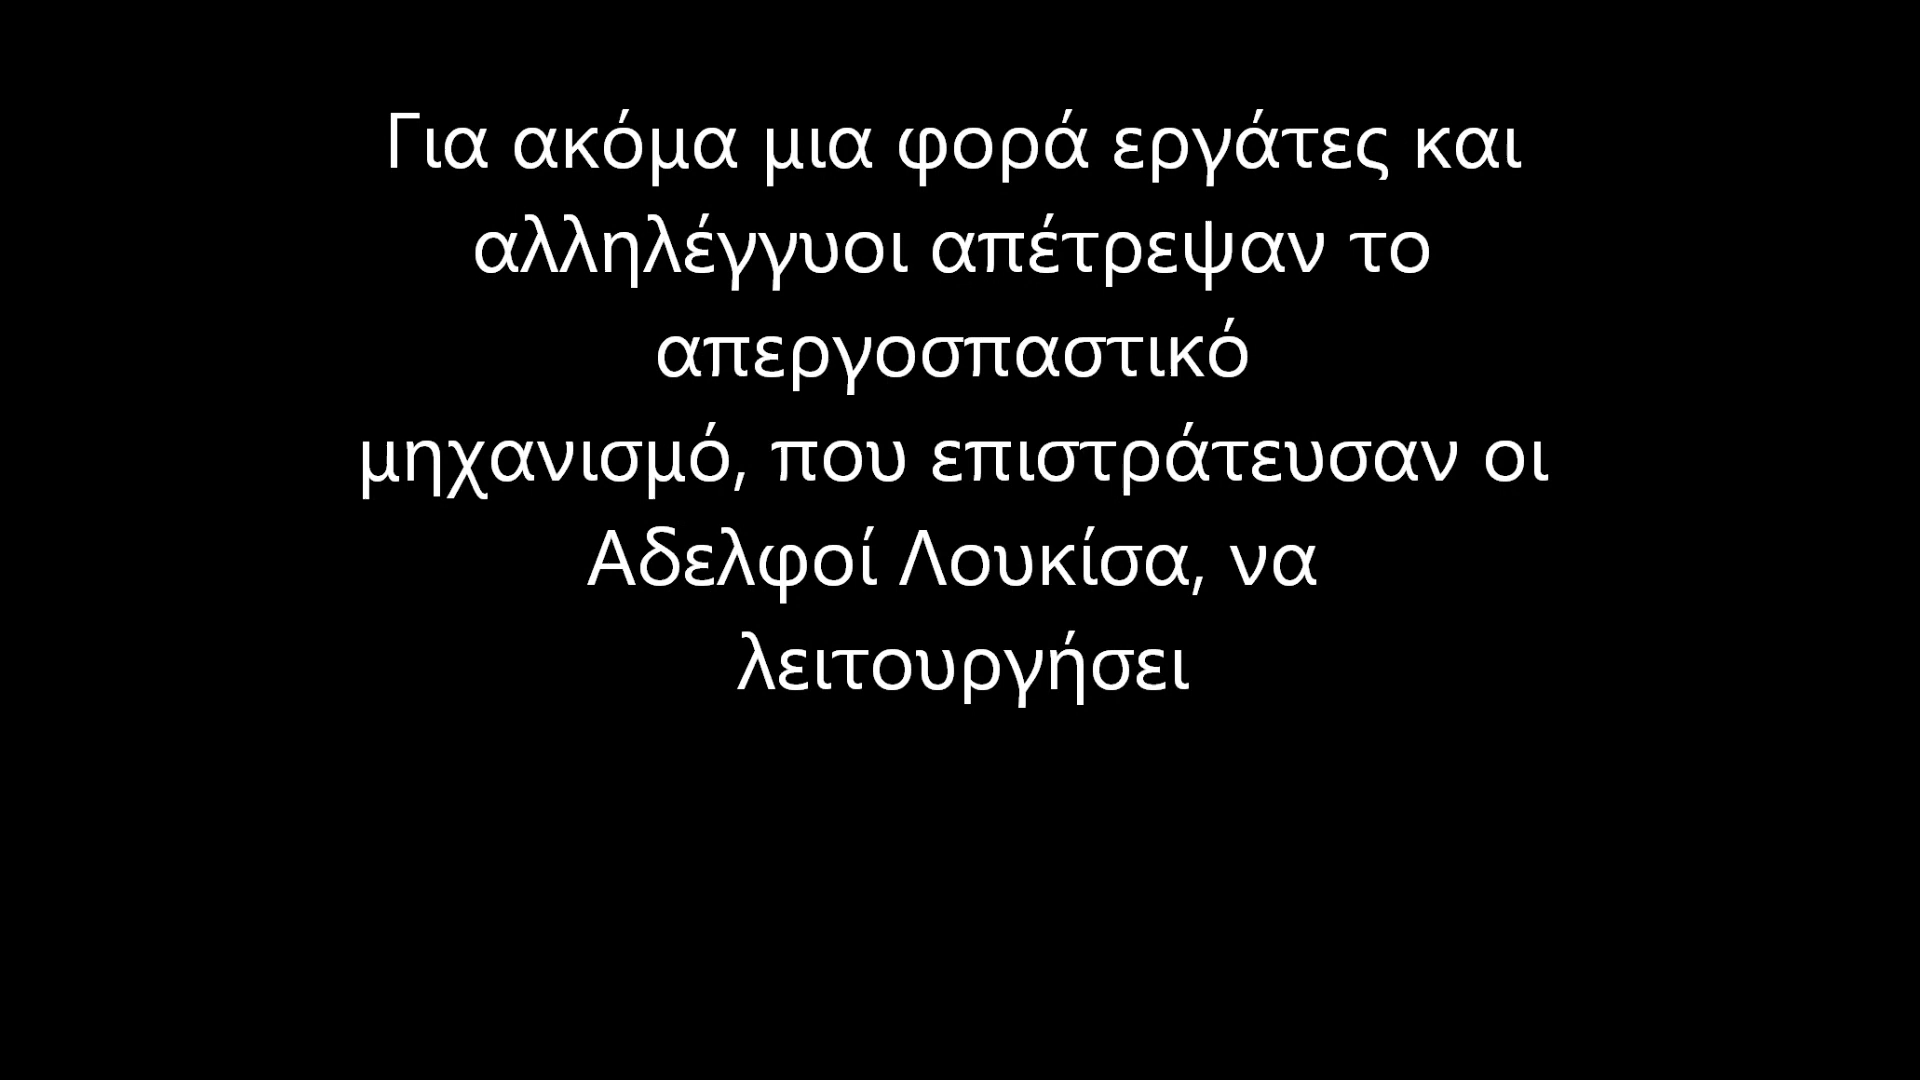 Για ακόμα μια φορά εργάτες και
αλληλέγγυοι απέτρεψαν το
απεργοσπαστικό
μηχανισμό, που επιστράτευσαν οι
Αδελφοί Λουκίσα, να
λειτουργήσει